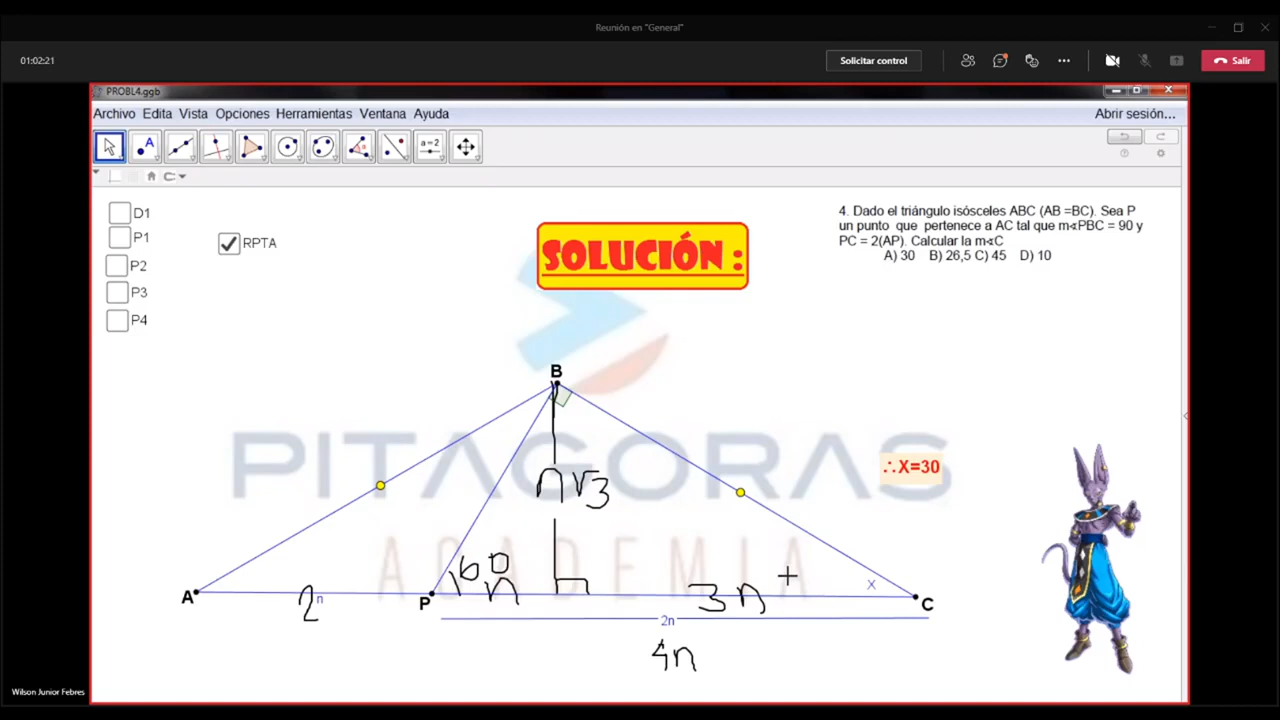 Reunión en "General"
01:02:21
Solicitar control
Salir
PROBL4.ggb
Archivo Edita Vista Opciones Herramientas Ventana Ayuda
Abrir sesión...
A
a=2
D1
P1
P2
P3
P4
RPTA
SOLUCIÓN :
4. Dado el triángulo isósceles ABC (AB =BC). Sea P
un punto que pertenece a AC tal que m∢PBC = 90 y
PC = 2(AP). Calcular la m∢C
A) 30 B) 26,5 C) 45 D) 10
B
PITAGORAS
ACADEMIA
∴X=30
n√3
60
A
2n
P
n
3n
x
C
2n
4n
Wilson Junior Febres